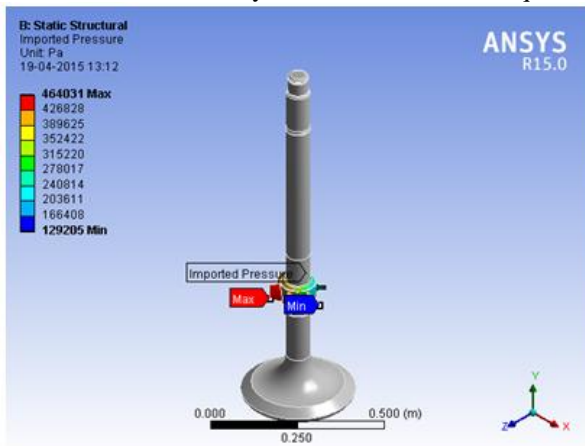 B: Static Structural
Imported Pressure
Unit: Pa
19-04-2015 13:12
464031 Max
426828
389625
352422
315220
278017
240814
203611
166408
129205 Min
ANSYS
R15.0
Imported Pressure
Max
Min
0.000
0.500 (m)
0.250
Y
Z
X